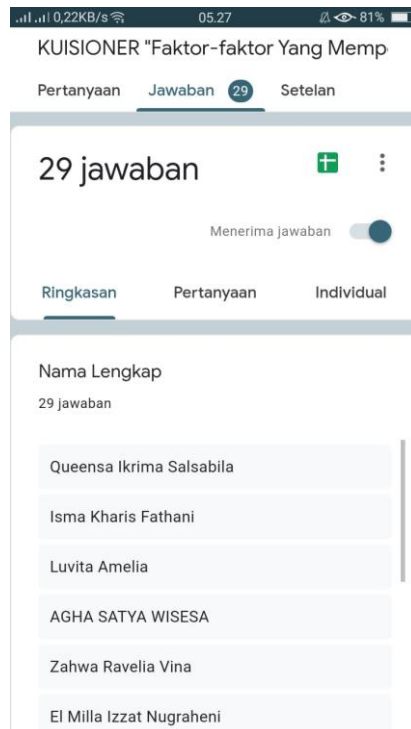 0,22KB/s 05.27 81%
KUISIONER "Faktor-faktor Yang Memp
Pertanyaan Jawaban 29 Setelan
29 jawaban
Menerima jawaban
Ringkasan Pertanyaan Individual
Nama Lengkap
29 jawaban
Queensa Ikrima Salsabila
Isma Kharis Fathani
Luvita Amelia
AGHA SATYA WISESA
Zahwa Ravelia Vina
El Milla Izzat Nugraheni